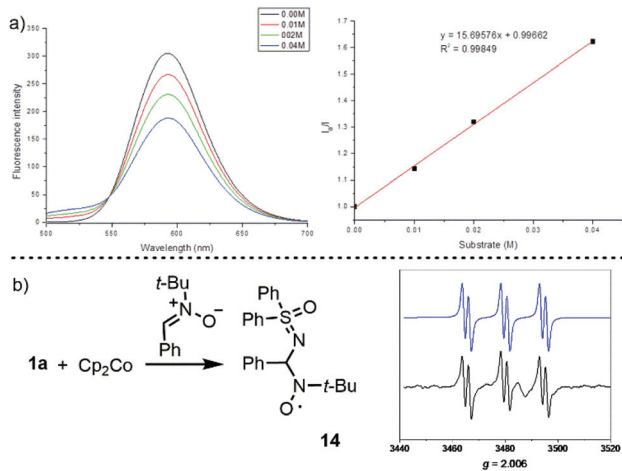 a)
0.00M
0.01M
002M
0.04M
Fluorescence intensity
350
300
250
200
150
100
50
0
500
550
600
650
700
Wavelength (nm)
y = 15.69576x + 0.99662
R² = 0.99849
I₀/I
1.7
1.6
1.5
1.4
1.3
1.2
1.1
1.0
0.9
0.00
0.01
0.02
0.03
0.04
Substrate (M)
b)
t-Bu
N⁺
O⁻
Ph
1a + Cp₂Co
Ph
O
Ph
S
N
Ph
t-Bu
N
O·
14
3440
3460
3480
3500
3520
g = 2.006